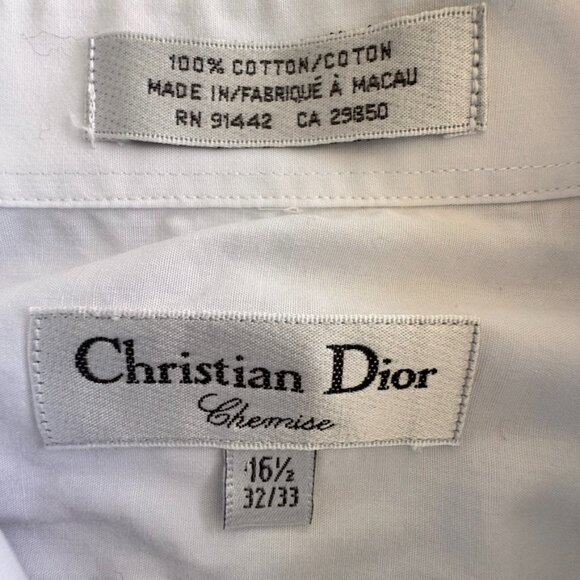 100% COTTON/COTON
MADE IN/FABRIQUÉ À MACAU
RN 91442 CA 29850
Christian Dior
Chemise
16½
32/33